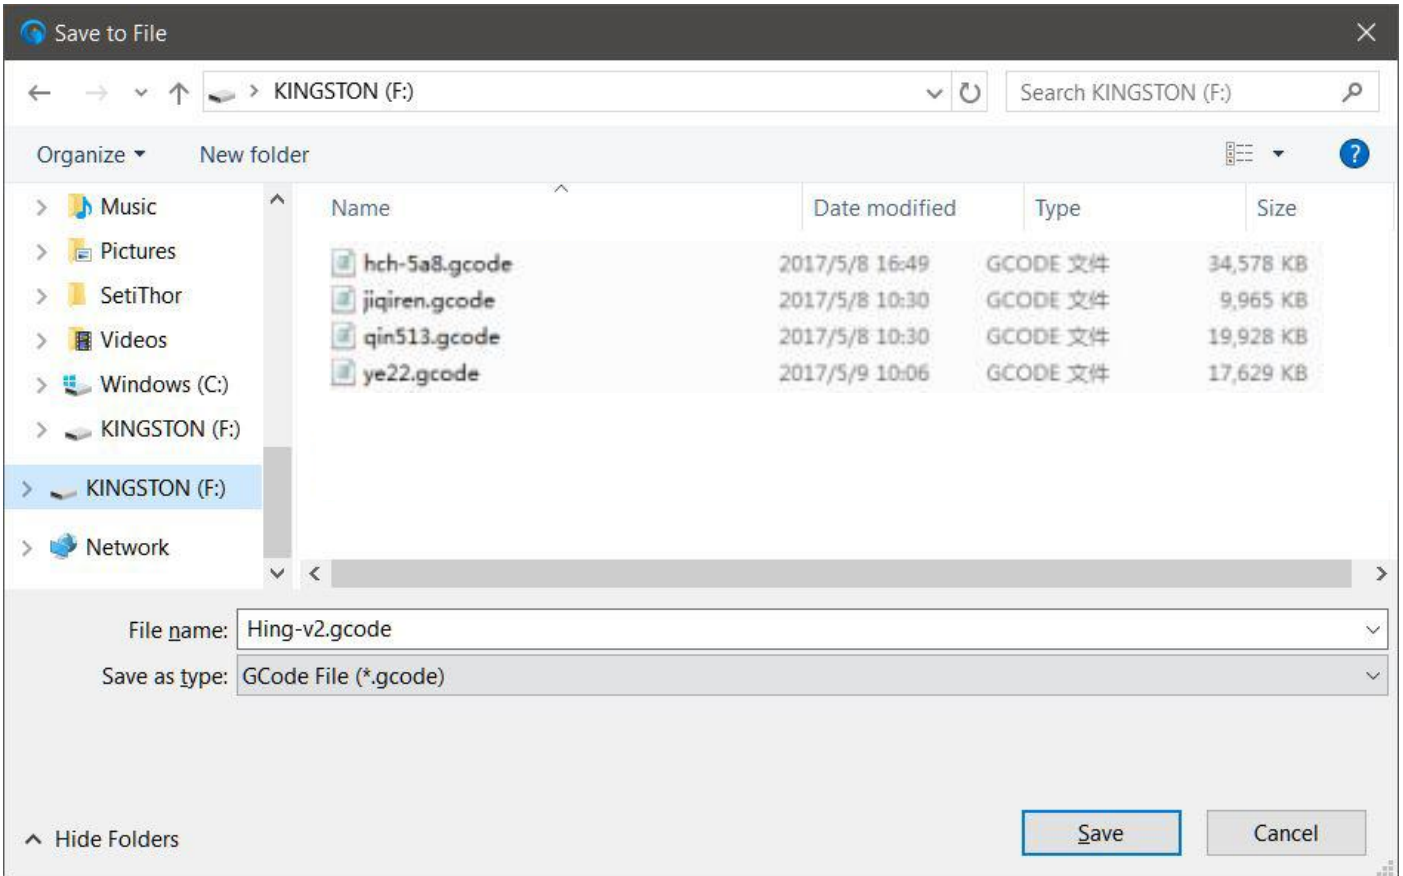 Save to File
KINGSTON (F:)
Search KINGSTON (F:)
Organize
New folder
Music
Pictures
SetiThor
Videos
Windows (C:)
KINGSTON (F:)
KINGSTON (F:)
Network
Name Date modified Type Size
hch-5a8.gcode 2017/5/8 16:49 GCODE 文件 34,578 KB
jiqiren.gcode 2017/5/8 10:30 GCODE 文件 9,965 KB
qin513.gcode 2017/5/8 10:30 GCODE 文件 19,928 KB
ye22.gcode 2017/5/9 10:06 GCODE 文件 17,629 KB
File name: Hing-v2.gcode
Save as type: GCode File (*.gcode)
Hide Folders
Save
Cancel